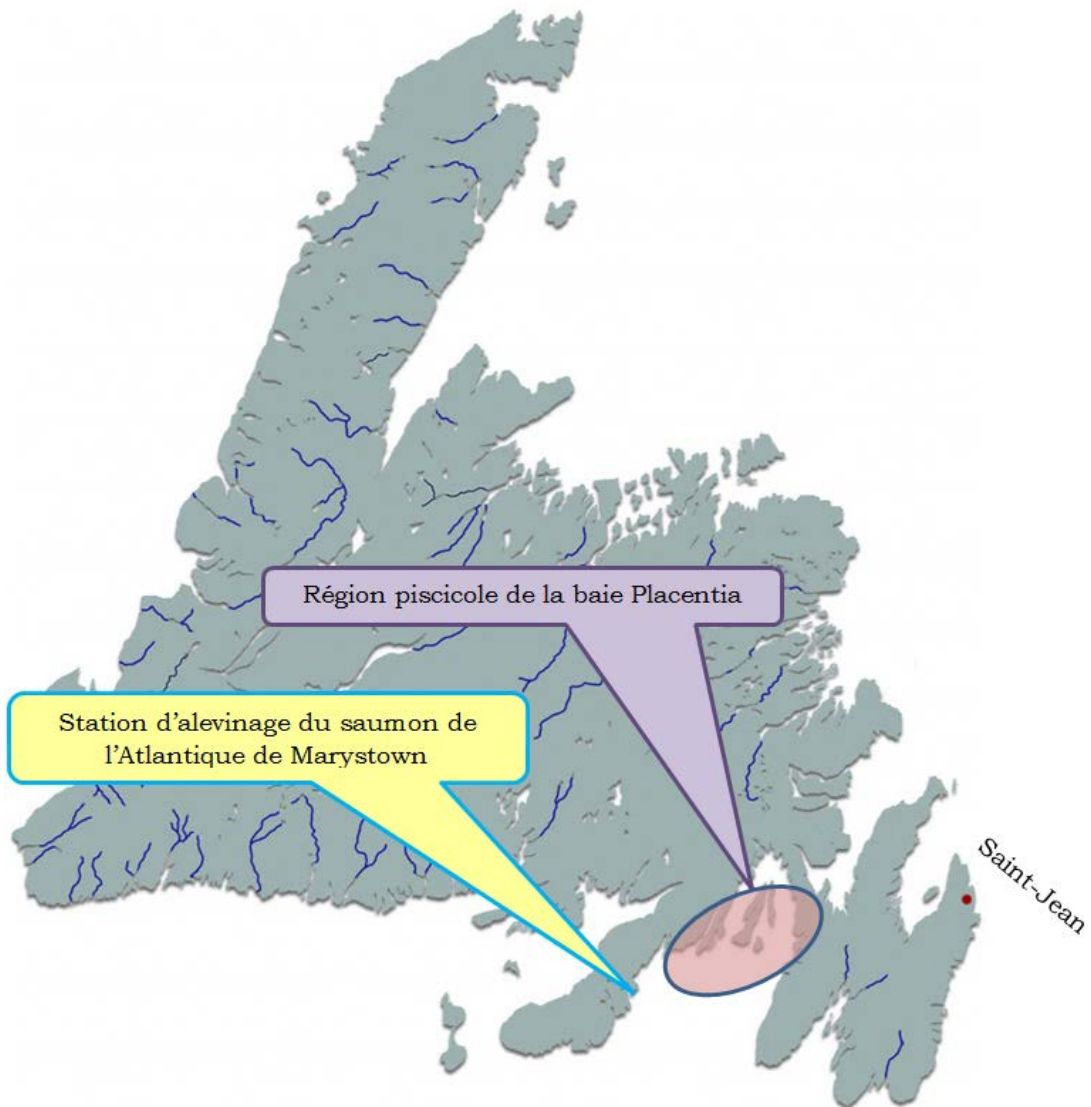 Région piscicole de la baie Placentia
Station d'alevinage du saumon de
l'Atlantique de Marystown
Saint-Jean